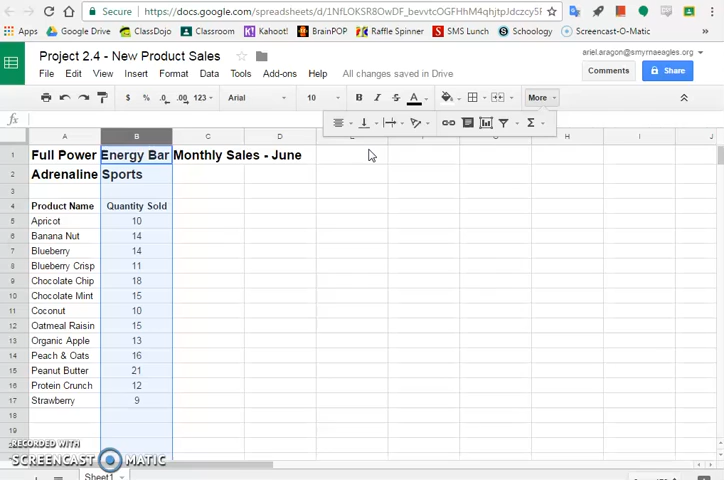 https://docs.google.com/spreadsheets/d/
Apps ClassDojo Classroom Kahoot! BrainPOP Raffle Spinner SMS Lunch Schoology Screencast-O-Matic
Project 2.4 - New Product Sales
ariel.aragon@smyrnaeagles.org
File Edit View Insert Format Data Tools Add-ons Help All changes saved in Drive
Comments Share
$ % .0 .00 123 Arial 10 B I S A More
fx
A B C D H J
1 Full Power Energy Bar Monthly Sales - June
2 Adrenaline Sports
3
4 Product Name Quantity Sold
5 Apricot 10
6 Banana Nut 14
7 Blueberry 14
8 Blueberry Crisp 11
9 Chocolate Chip 18
10 Chocolate Mint 15
11 Coconut 10
12 Oatmeal Raisin 15
13 Organic Apple 13
14 Peach & Oats 16
15 Peanut Butter 21
16 Protein Crunch 12
17 Strawberry 9
18
19
RECORDED WITH
SCREENCAST MATIC
Sheet1